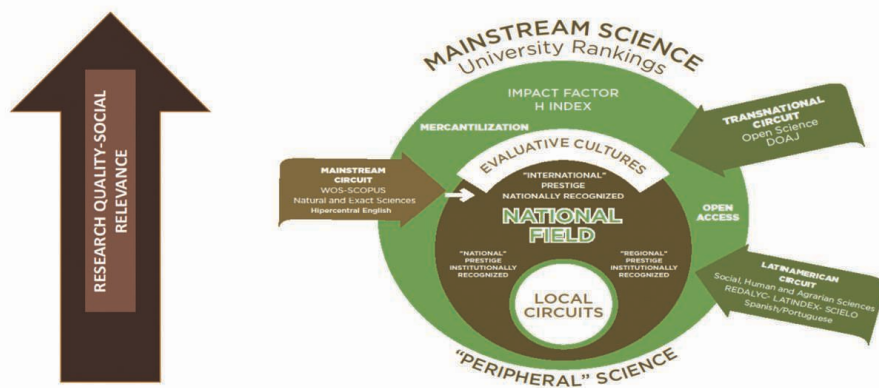 RESEARCH QUALITY-SOCIAL
RELEVANCE
MAINSTREAM SCIENCE
University Rankings
IMPACT FACTOR
H INDEX
MERCANTILIZATION
EVALUATIVE CULTURES
TRANSNATIONAL
CIRCUIT
Open Science
DOAJ
MAINSTREAM
CIRCUIT
WOS-SCOPUS
Natural and Exact Sciences
Hipercentral English
"INTERNATIONAL"
PRESTIGE
NATIONALLY RECOGNIZED
NATIONAL
FIELD
OPEN
ACCESS
"NATIONAL"
PRESTIGE
INSTITUTIONALLY
RECOGNIZED
"REGIONAL"
PRESTIGE
INSTITUTIONALLY
RECOGNIZED
LATINAMERICAN
CIRCUIT
Social, Human and Agrarian Sciences
REDALYC- LATINDEX- SCIELO
Spanish/Portuguese
LOCAL
CIRCUITS
"PERIPHERAL" SCIENCE